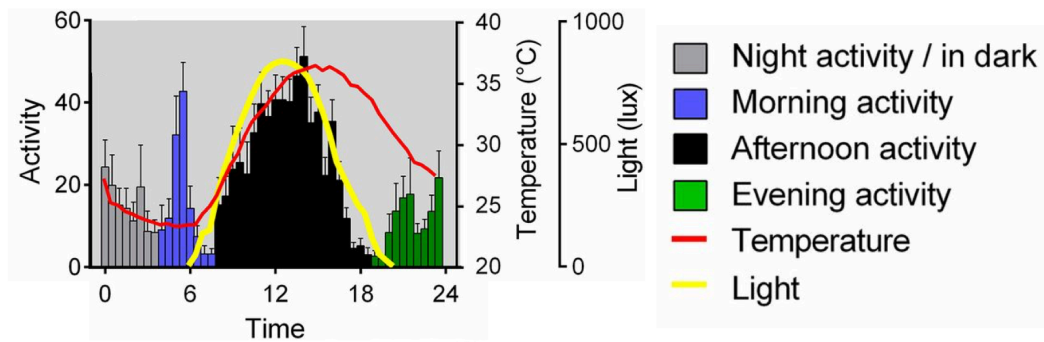 60
40
20
0
Activity
0
6
12
18
24
Time
40
35
30
25
20
Temperature (°C)
1000
500
0
Light (lux)
Night activity / in dark
Morning activity
Afternoon activity
Evening activity
Temperature
Light